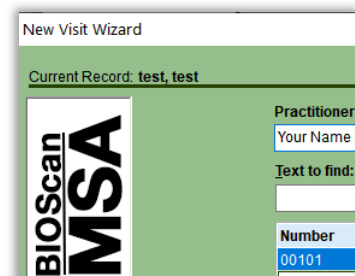 New Visit Wizard
Current Record: test, test
BIOScan
MSA
Practitioner
Your Name
Text to find:
Number
00101